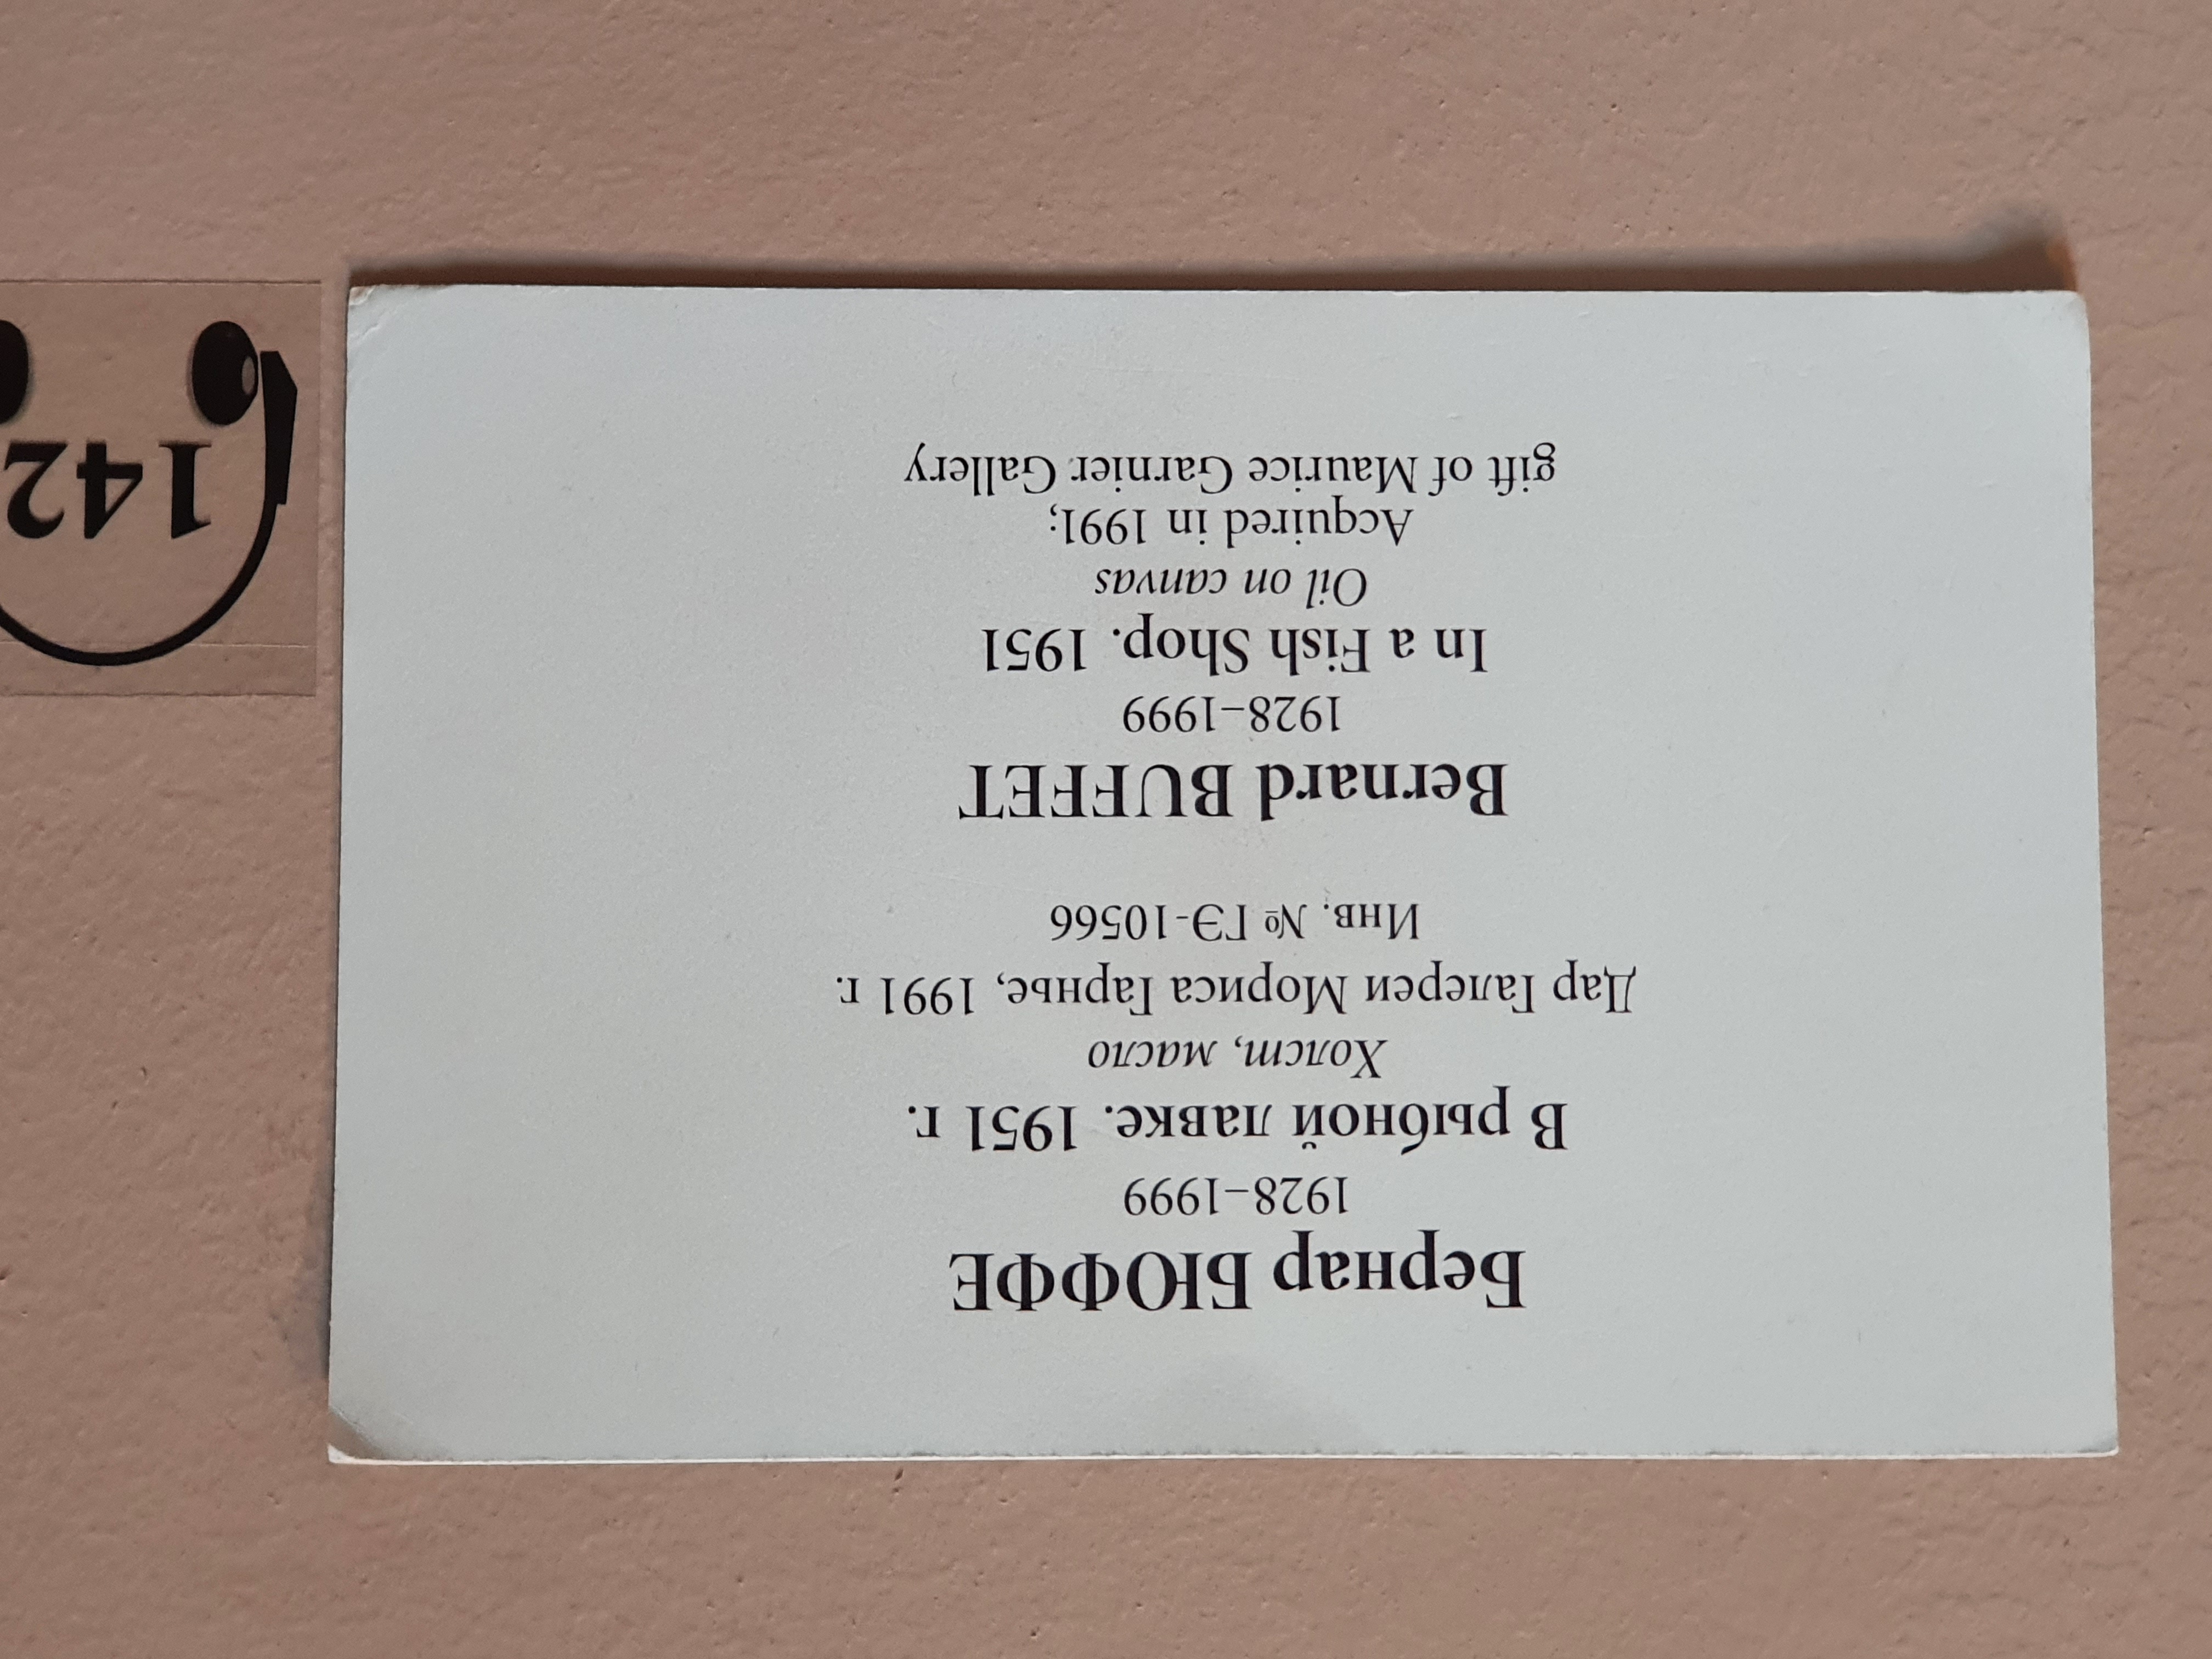 Бернар БЮФФЕ
1928–1999
В рыбной лавке. 1951 г.
Холст, масло
Дар Галереи Мориса Гарнье, 1991 г.
Инв. № ГЭ-10566
Bernard BUFFET
1928–1999
In a Fish Shop. 1951
Oil on canvas
Acquired in 1991;
gift of Maurice Garnier Gallery
142